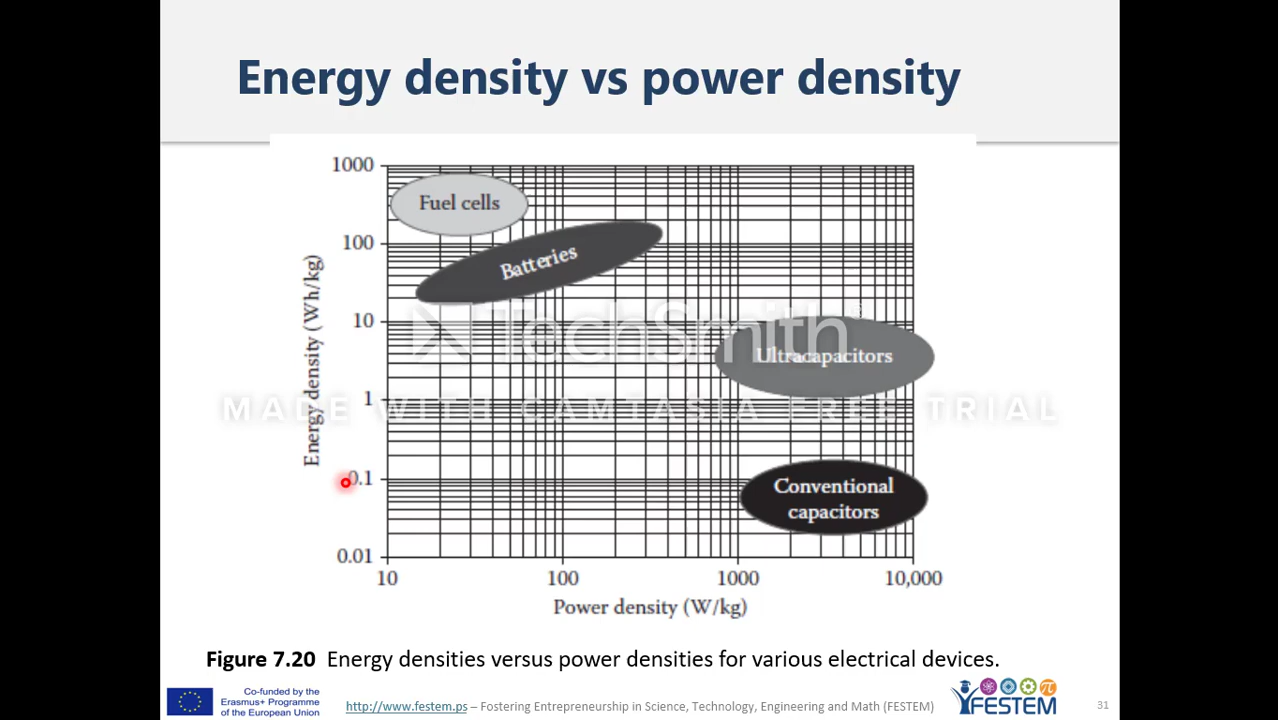 Energy density vs power density
1000
Fuel cells
100
Batteries
Energy density (Wh/kg)
10
TechSmith
Ultracapacitors
1
MADE WITH CAMTASIA FREE TRIAL
0.1
Conventional
capacitors
0.01
10 100 1000 10,000
Power density (W/kg)
Figure 7.20 Energy densities versus power densities for various electrical devices.
Co-funded by the
Erasmus+ Programme
of the European Union
http://www.festem.ps – Fostering Entrepreneurship in Science, Technology, Engineering and Math (FESTEM)
π
FESTEM
31